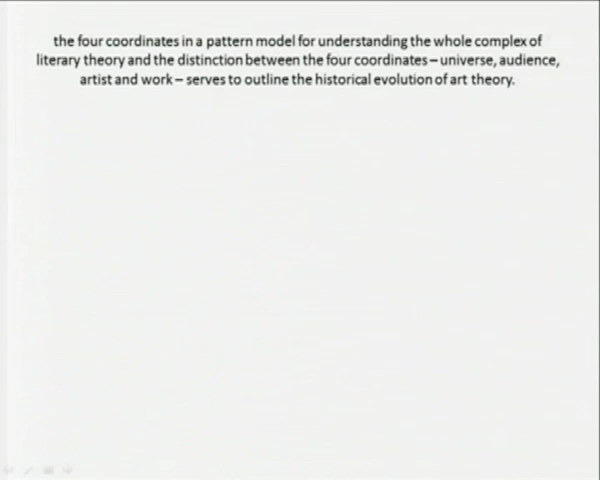 the four coordinates in a pattern model for understanding the whole complex of
literary theory and the distinction between the four coordinates – universe, audience,
artist and work – serves to outline the historical evolution of art theory.